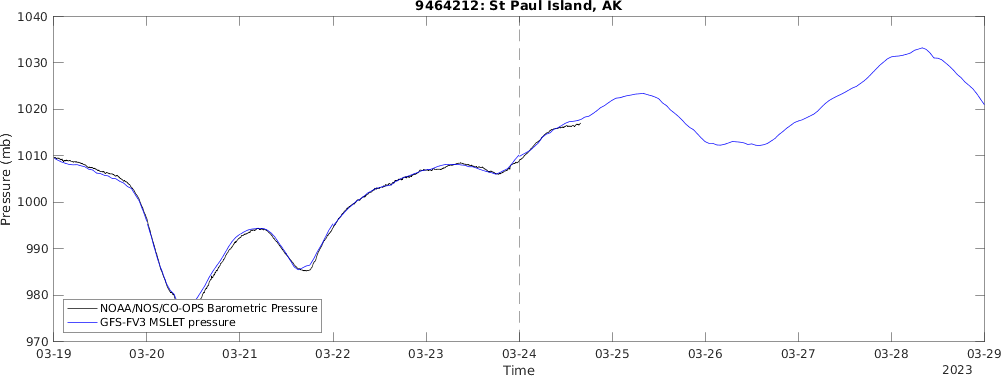 9464212: St Paul Island, AK
1040
1030
1020
1010
1000
990
980
970
Pressure (mb)
NOAA/NOS/CO-OPS Barometric Pressure
GFS-FV3 MSLET pressure
03-19 03-20 03-21 03-22 03-23 03-24 03-25 03-26 03-27 03-28 03-29
Time
2023